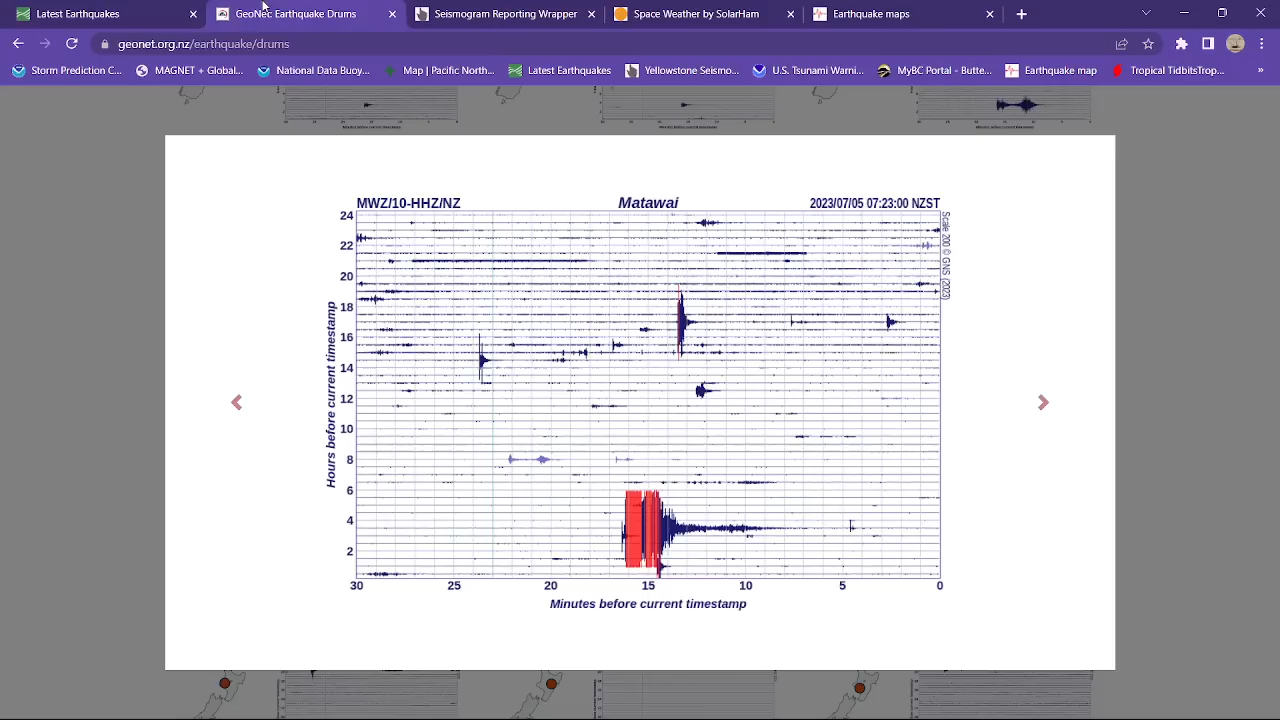 Latest Earthquakes
GeoNet Earthquake Drums
Seismogram Reporting Wrapper
Space Weather by SolarHam
Earthquake maps
geonet.org.nz/earthquake/drums
Storm Prediction C...
MAGNET + Global...
National Data Buoy...
Map | Pacific North...
Latest Earthquakes
Yellowstone Seismo...
U.S. Tsunami Warni...
MyBC Portal - Butte...
Earthquake map
Tropical TidbitsTrop...
»
MWZ/10-HHZ/NZ
Matawai
2023/07/05 07:23:00 NZST
Scale 200 © GNS (2023)
Hours before current timestamp
24
22
20
18
16
14
12
10
8
6
4
2
30 25 20 15 10 5 0
Minutes before current timestamp